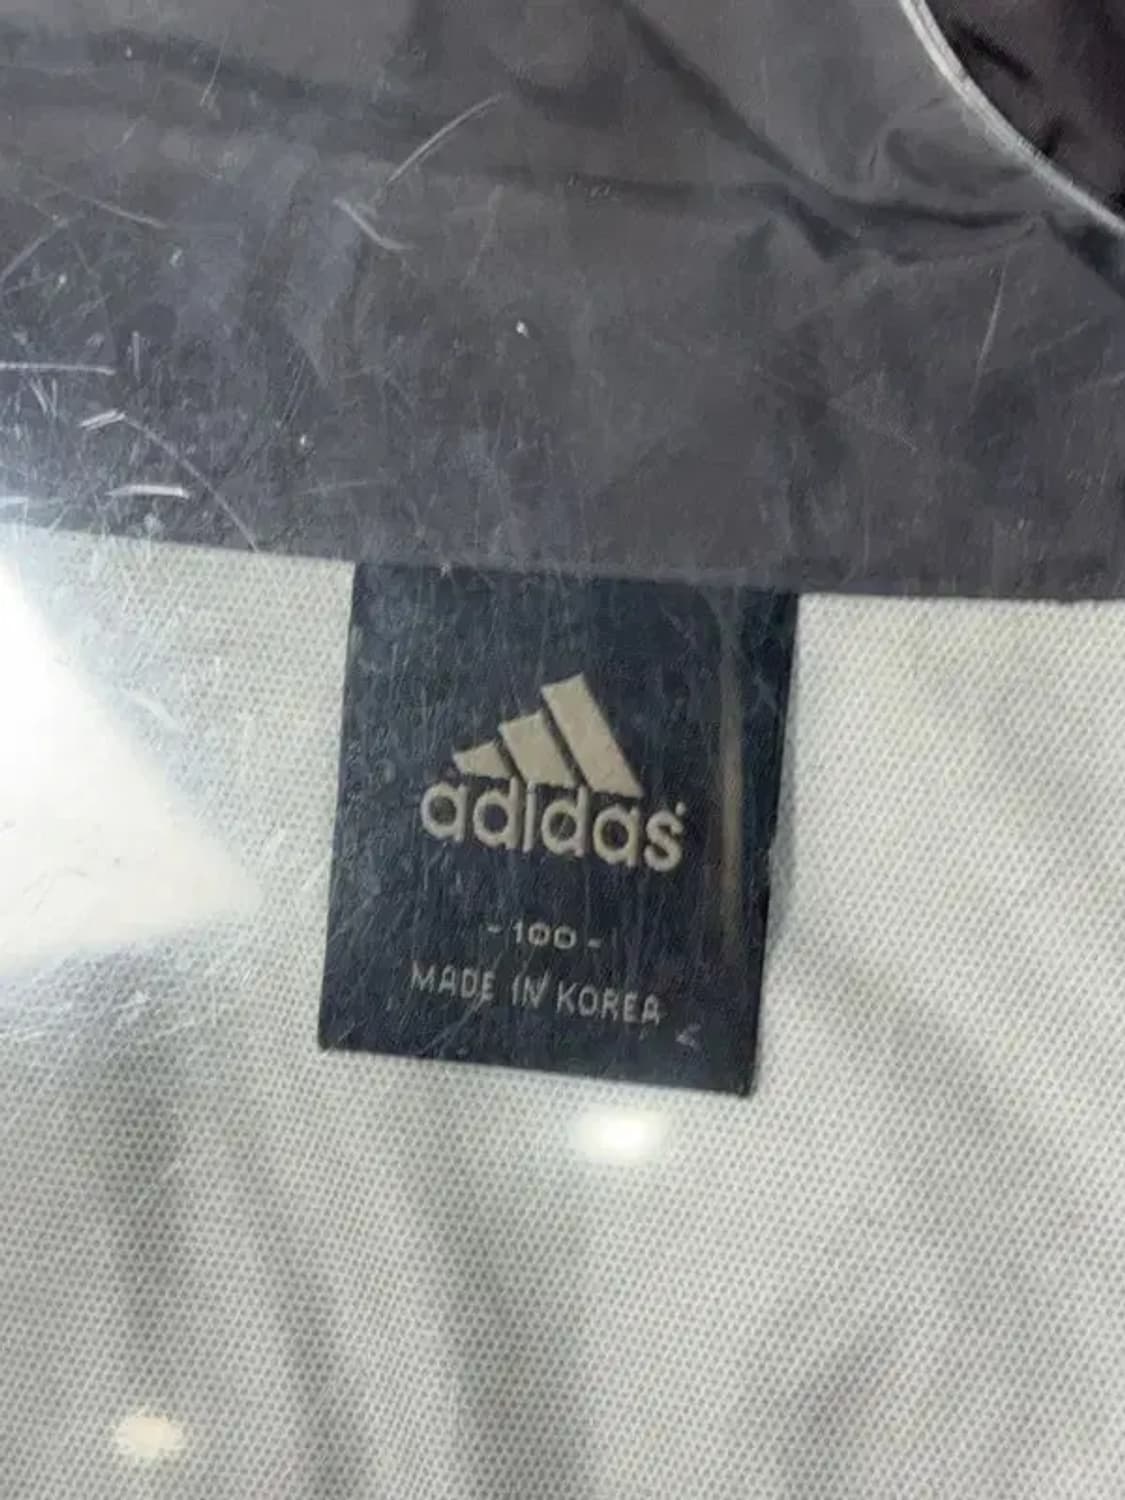 adidas
- 100 -
MADE IN KOREA